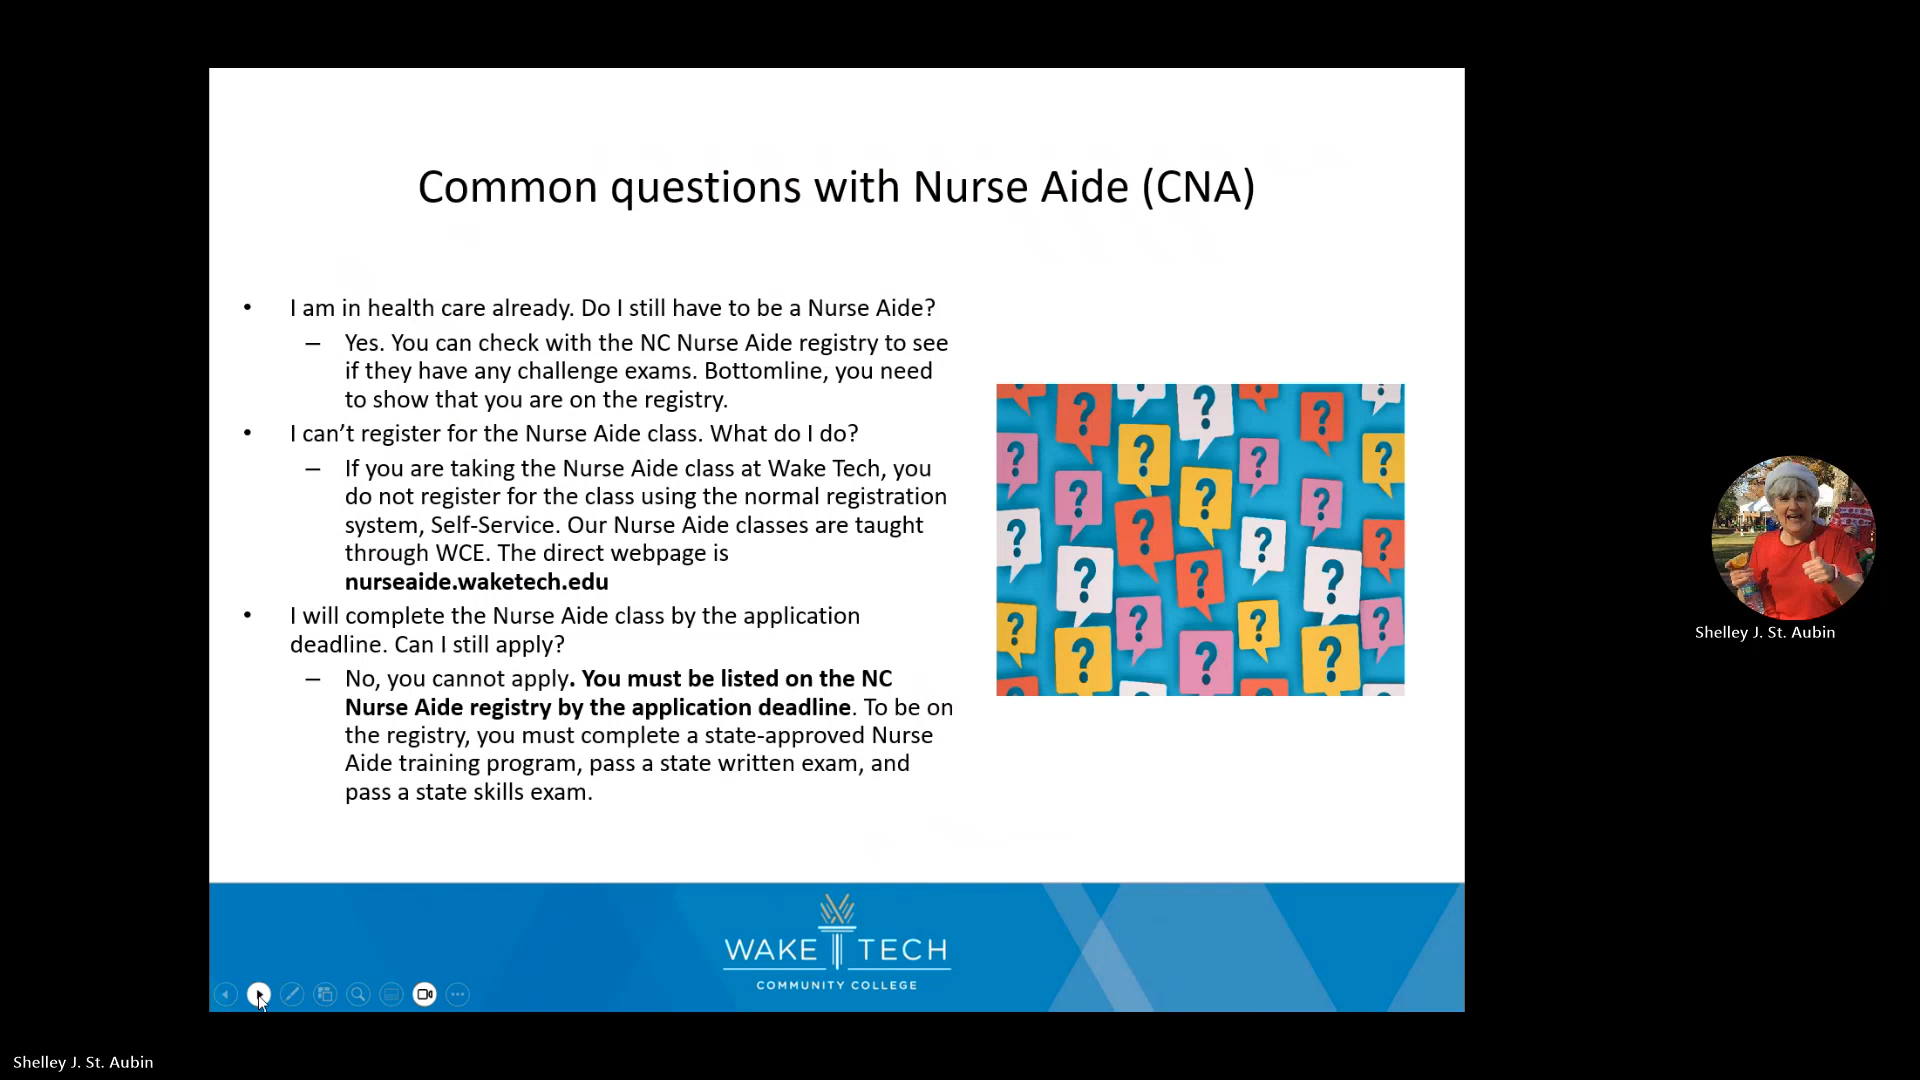 Common questions with Nurse Aide (CNA)
• I am in health care already. Do I still have to be a Nurse Aide?
– Yes. You can check with the NC Nurse Aide registry to see
if they have any challenge exams. Bottomline, you need
to show that you are on the registry.
• I can’t register for the Nurse Aide class. What do I do?
– If you are taking the Nurse Aide class at Wake Tech, you
do not register for the class using the normal registration
system, Self-Service. Our Nurse Aide classes are taught
through WCE. The direct webpage is
nurseaide.waketech.edu
• I will complete the Nurse Aide class by the application
deadline. Can I still apply?
– No, you cannot apply. You must be listed on the NC
Nurse Aide registry by the application deadline. To be on
the registry, you must complete a state-approved Nurse
Aide training program, pass a state written exam, and
pass a state skills exam.
WAKE TECH
COMMUNITY COLLEGE
Shelley J. St. Aubin
Shelley J. St. Aubin